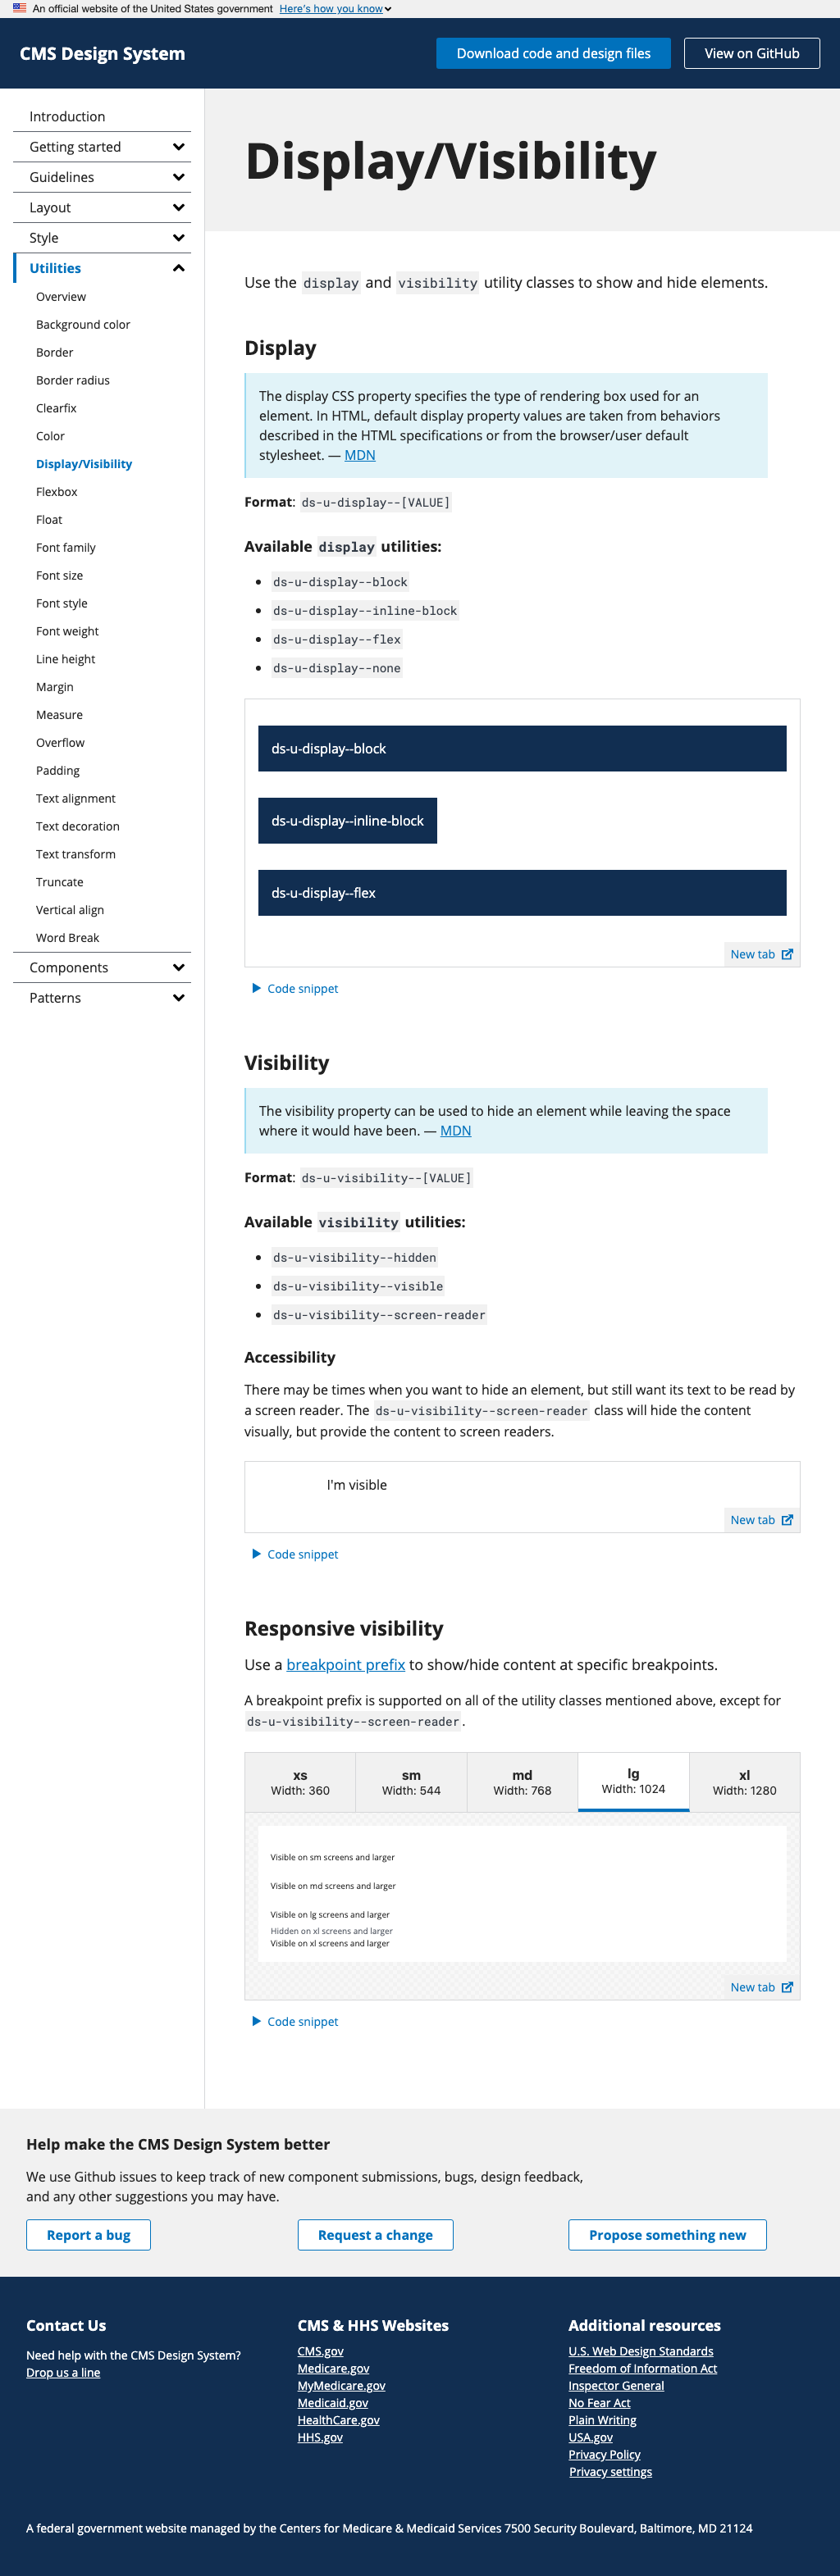 An official website of the United States government Here's how you know
CMS Design System
Download code and design files
View on GitHub
Introduction
Getting started
Guidelines
Layout
Style
Utilities
Overview
Background color
Border
Border radius
Clearfix
Color
Display/Visibility
Flexbox
Float
Font family
Font size
Font style
Font weight
Line height
Margin
Measure
Overflow
Padding
Text alignment
Text decoration
Text transform
Truncate
Vertical align
Word Break
Components
Patterns
Display/Visibility
Use the display and visibility utility classes to show and hide elements.
Display
The display CSS property specifies the type of rendering box used for an
element. In HTML, default display property values are taken from behaviors
described in the HTML specifications or from the browser/user default
stylesheet. — MDN
Format: ds-u-display--[VALUE]
Available display utilities:
ds-u-display--block
ds-u-display--inline-block
ds-u-display--flex
ds-u-display--none
ds-u-display--block
ds-u-display--inline-block
ds-u-display--flex
New tab
Code snippet
Visibility
The visibility property can be used to hide an element while leaving the space
where it would have been. — MDN
Format: ds-u-visibility--[VALUE]
Available visibility utilities:
ds-u-visibility--hidden
ds-u-visibility--visible
ds-u-visibility--screen-reader
Accessibility
There may be times when you want to hide an element, but still want its text to be read by
a screen reader. The ds-u-visibility--screen-reader class will hide the content
visually, but provide the content to screen readers.
I'm visible
New tab
Code snippet
Responsive visibility
Use a breakpoint prefix to show/hide content at specific breakpoints.
A breakpoint prefix is supported on all of the utility classes mentioned above, except for
ds-u-visibility--screen-reader.
xs
Width: 360
sm
Width: 544
md
Width: 768
lg
Width: 1024
xl
Width: 1280
Visible on sm screens and larger
Visible on md screens and larger
Visible on lg screens and larger
Hidden on xl screens and larger
Visible on xl screens and larger
New tab
Code snippet
Help make the CMS Design System better
We use Github issues to keep track of new component submissions, bugs, design feedback,
and any other suggestions you may have.
Report a bug
Request a change
Propose something new
Contact Us
Need help with the CMS Design System?
Drop us a line
CMS & HHS Websites
CMS.gov
Medicare.gov
MyMedicare.gov
Medicaid.gov
HealthCare.gov
HHS.gov
Additional resources
U.S. Web Design Standards
Freedom of Information Act
Inspector General
No Fear Act
Plain Writing
USA.gov
Privacy Policy
Privacy settings
A federal government website managed by the Centers for Medicare & Medicaid Services 7500 Security Boulevard, Baltimore, MD 21124